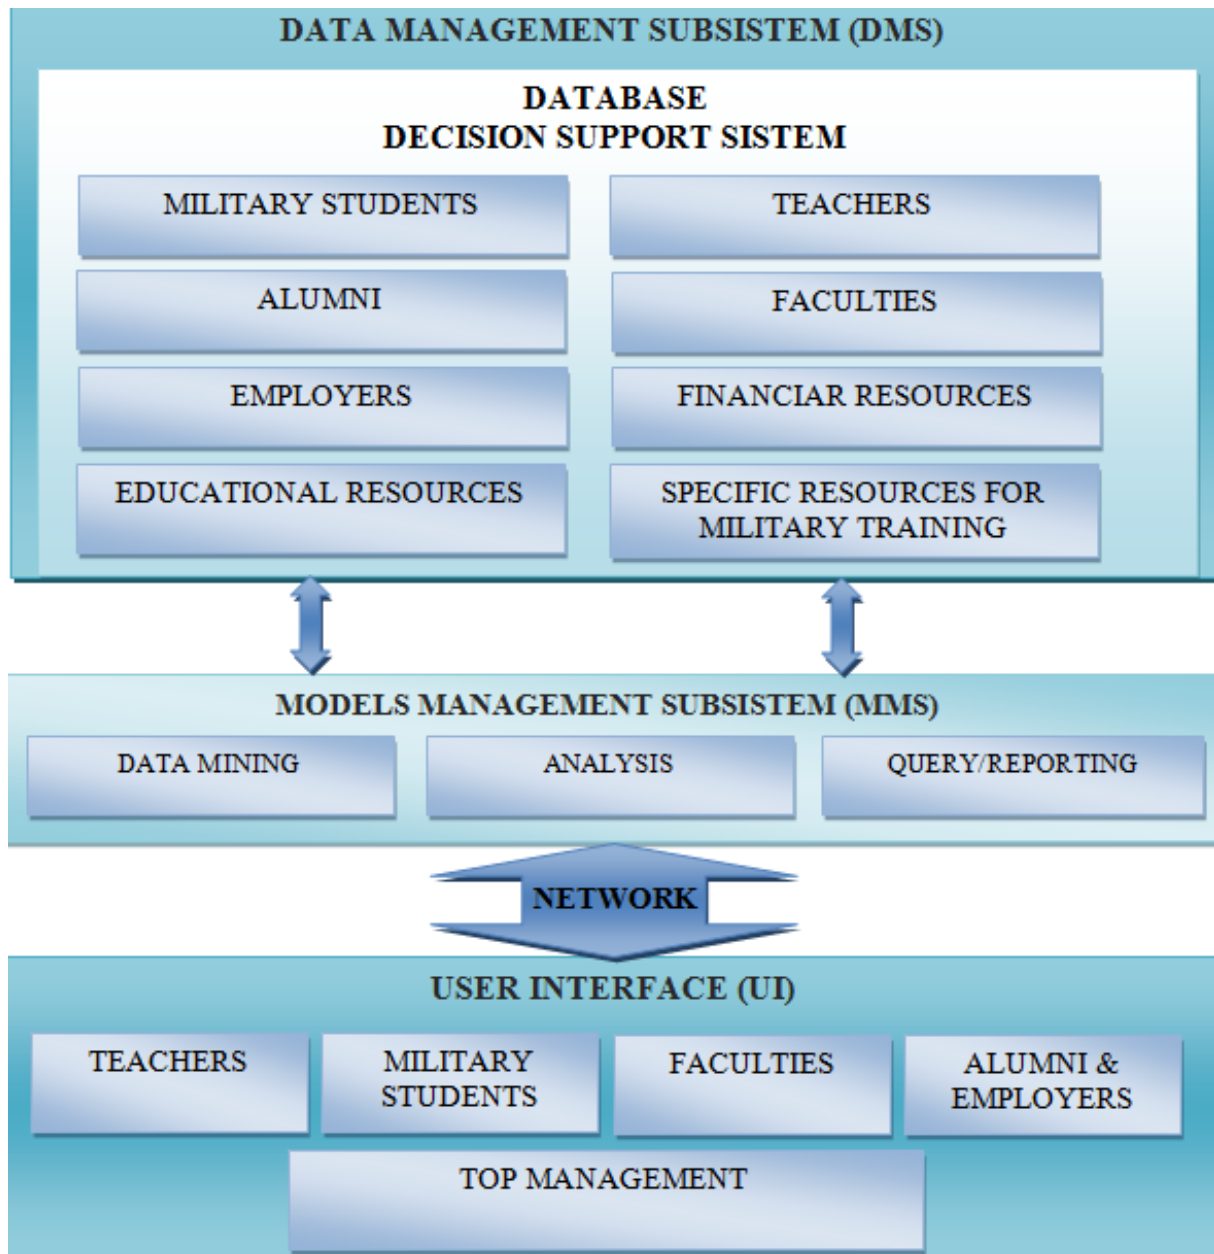 DATA MANAGEMENT SUBSISTEM (DMS)
DATABASE
DECISION SUPPORT SISTEM
MILITARY STUDENTS
TEACHERS
ALUMNI
FACULTIES
EMPLOYERS
FINANCIAR RESOURCES
EDUCATIONAL RESOURCES
SPECIFIC RESOURCES FOR
MILITARY TRAINING
MODELS MANAGEMENT SUBSISTEM (MMS)
DATA MINING
ANALYSIS
QUERY/REPORTING
NETWORK
USER INTERFACE (UI)
TEACHERS
MILITARY
STUDENTS
FACULTIES
ALUMNI &
EMPLOYERS
TOP MANAGEMENT